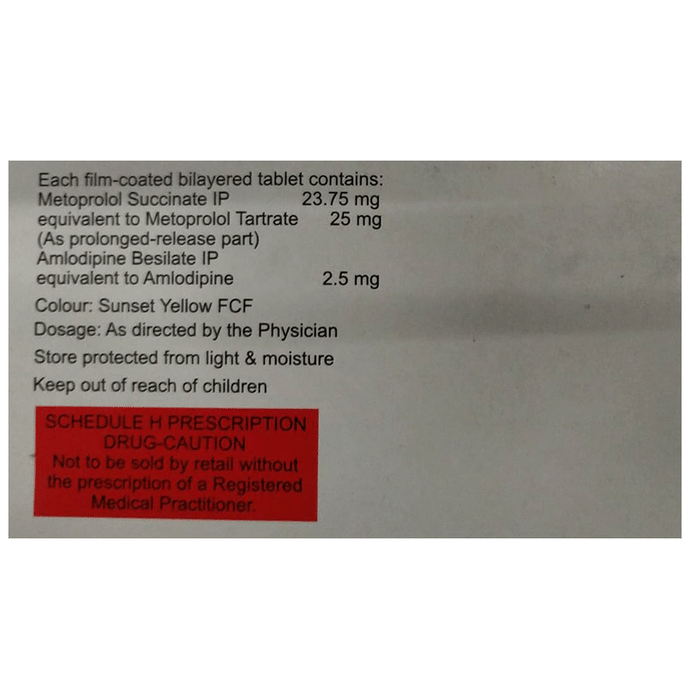 Each film-coated bilayered tablet contains:
Metoprolol Succinate IP 23.75 mg
equivalent to Metoprolol Tartrate 25 mg
(As prolonged-release part)
Amlodipine Besilate IP
equivalent to Amlodipine 2.5 mg
Colour: Sunset Yellow FCF
Dosage: As directed by the Physician
Store protected from light & moisture
Keep out of reach of children
SCHEDULE H PRESCRIPTION
DRUG-CAUTION
Not to be sold by retail without
the prescription of a Registered
Medical Practitioner.